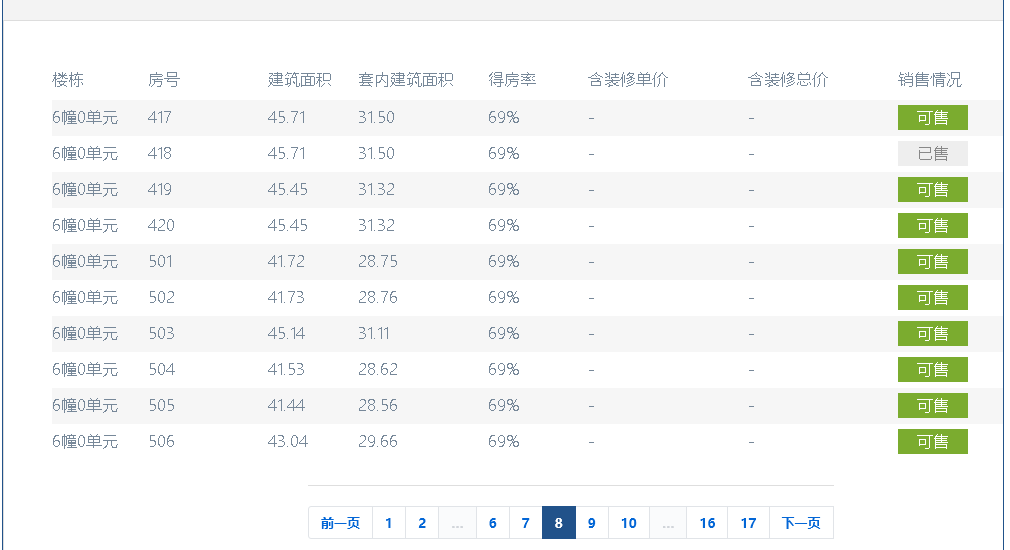 楼栋 房号 建筑面积 套内建筑面积 得房率 含装修单价 含装修总价 销售情况
6幢0单元 417 45.71 31.50 69% - - 可售
6幢0单元 418 45.71 31.50 69% - - 已售
6幢0单元 419 45.45 31.32 69% - - 可售
6幢0单元 420 45.45 31.32 69% - - 可售
6幢0单元 501 41.72 28.75 69% - - 可售
6幢0单元 502 41.73 28.76 69% - - 可售
6幢0单元 503 45.14 31.11 69% - - 可售
6幢0单元 504 41.53 28.62 69% - - 可售
6幢0单元 505 41.44 28.56 69% - - 可售
6幢0单元 506 43.04 29.66 69% - - 可售
前一页 1 2 ... 6 7 8 9 10 ... 16 17 下一页